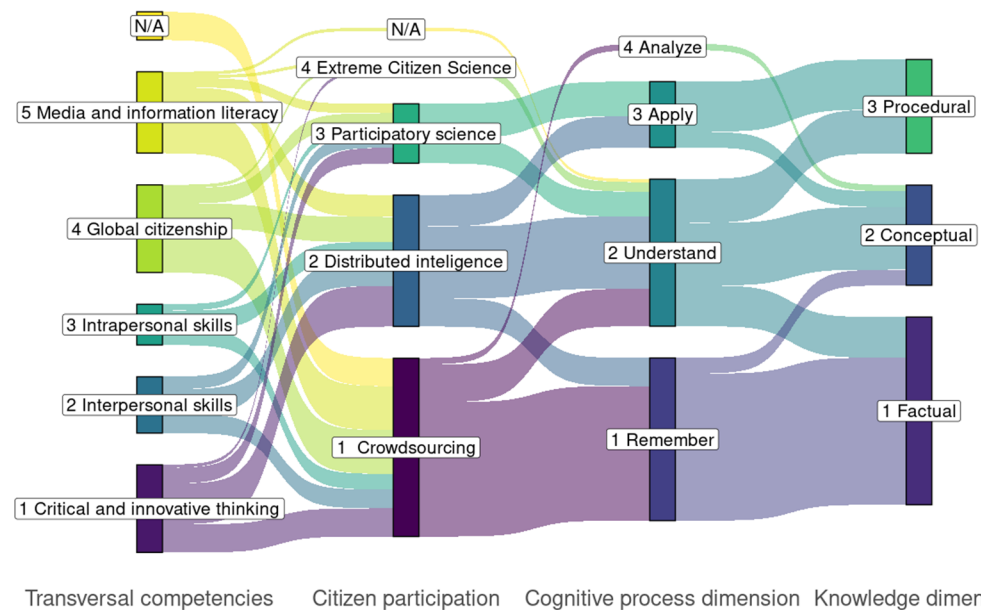 N/A
5 Media and information literacy
4 Global citizenship
3 Intrapersonal skills
2 Interpersonal skills
1 Critical and innovative thinking
N/A
4 Extreme Citizen Science
3 Participatory science
2 Distributed inteligence
1 Crowdsourcing
4 Analyze
3 Apply
2 Understand
1 Remember
3 Procedural
2 Conceptual
1 Factual
Transversal competencies Citizen participation Cognitive process dimension Knowledge dimen